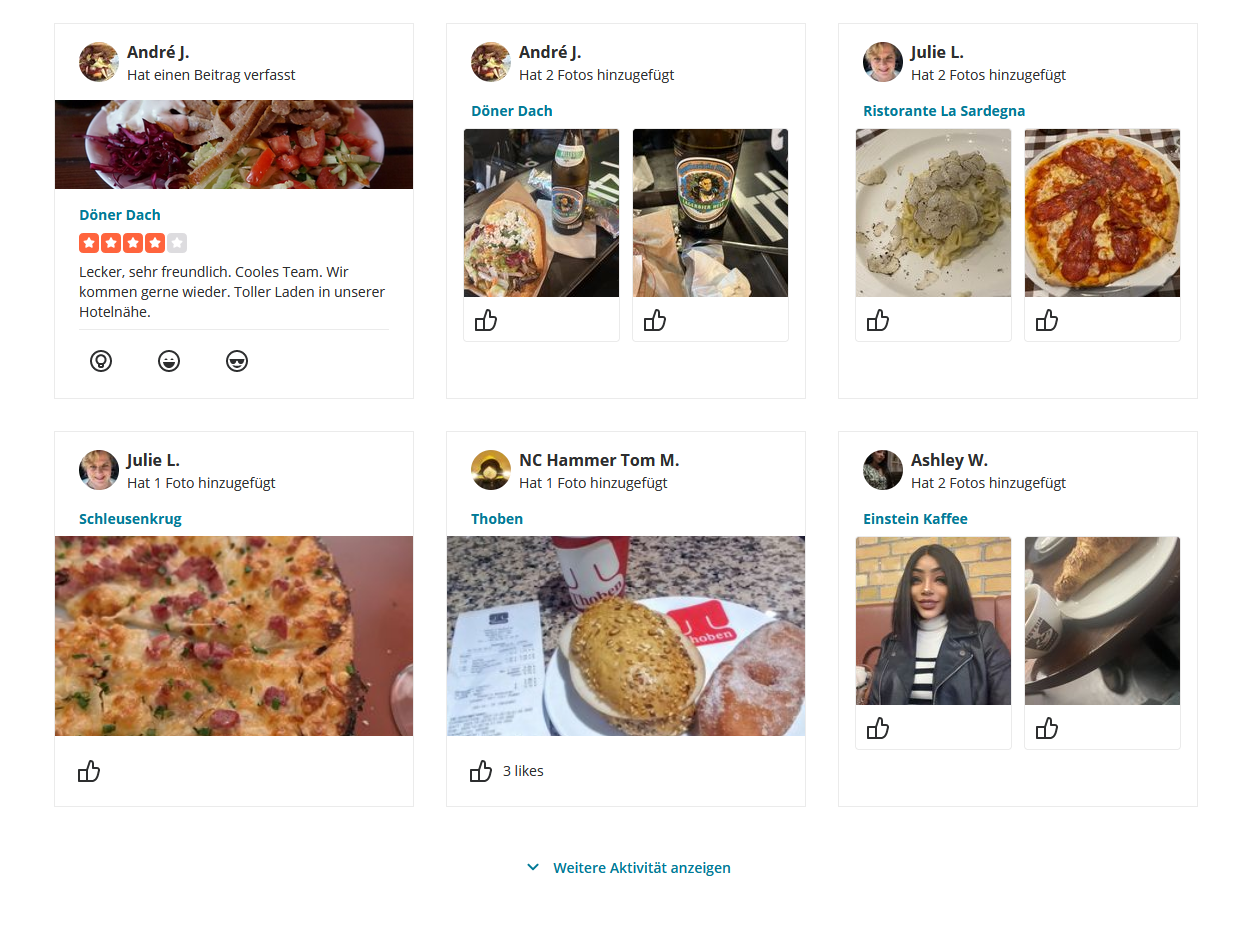 André J.
Hat einen Beitrag verfasst
Döner Dach
Lecker, sehr freundlich. Cooles Team. Wir
kommen gerne wieder. Toller Laden in unserer
Hotelnähe.
André J.
Hat 2 Fotos hinzugefügt
Döner Dach
Julie L.
Hat 2 Fotos hinzugefügt
Ristorante La Sardegna
Julie L.
Hat 1 Foto hinzugefügt
Schleusenkrug
NC Hammer Tom M.
Hat 1 Foto hinzugefügt
Thoben
Thoben
3 likes
Ashley W.
Hat 2 Fotos hinzugefügt
Einstein Kaffee
Weitere Aktivität anzeigen